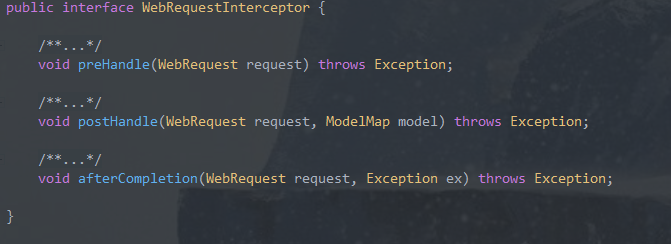 public interface WebRequestInterceptor {
/**...*/
void preHandle(WebRequest request) throws Exception;
/**...*/
void postHandle(WebRequest request, ModelMap model) throws Exception;
/**...*/
void afterCompletion(WebRequest request, Exception ex) throws Exception;
}